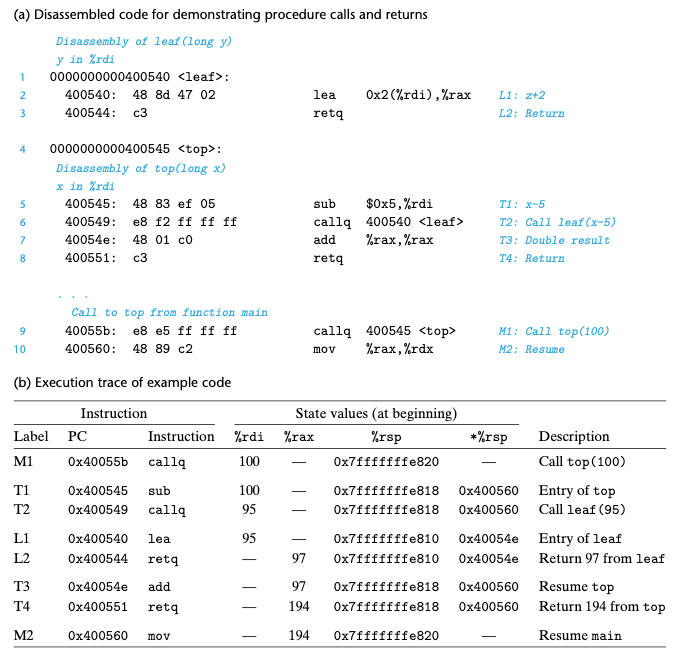 (a) Disassembled code for demonstrating procedure calls and returns
Disassembly of leaf(long y)
y in %rdi
1 0000000000400540 <leaf>:
2 400540: 48 8d 47 02 lea 0x2(%rdi),%rax L1: z+2
3 400544: c3 retq L2: Return
4 0000000000400545 <top>:
Disassembly of top(long x)
x in %rdi
5 400545: 48 83 ef 05 sub $0x5,%rdi T1: x-5
6 400549: e8 f2 ff ff ff callq 400540 <leaf> T2: Call leaf(x-5)
7 40054e: 48 01 c0 add %rax,%rax T3: Double result
8 400551: c3 retq T4: Return
. . .
Call to top from function main
9 40055b: e8 e5 ff ff ff callq 400545 <top> M1: Call top(100)
10 400560: 48 89 c2 mov %rax,%rdx M2: Resume
(b) Execution trace of example code
Instruction State values (at beginning)
Label PC Instruction %rdi %rax %rsp *%rsp Description
M1 0x40055b callq 100 — 0x7fffffffe820 — Call top(100)
T1 0x400545 sub 100 — 0x7fffffffe818 0x400560 Entry of top
T2 0x400549 callq 95 — 0x7fffffffe818 0x400560 Call leaf(95)
L1 0x400540 lea 95 — 0x7fffffffe810 0x40054e Entry of leaf
L2 0x400544 retq — 97 0x7fffffffe810 0x40054e Return 97 from leaf
T3 0x40054e add — 97 0x7fffffffe818 0x400560 Resume top
T4 0x400551 retq — 194 0x7fffffffe818 0x400560 Return 194 from top
M2 0x400560 mov — 194 0x7fffffffe820 — Resume main